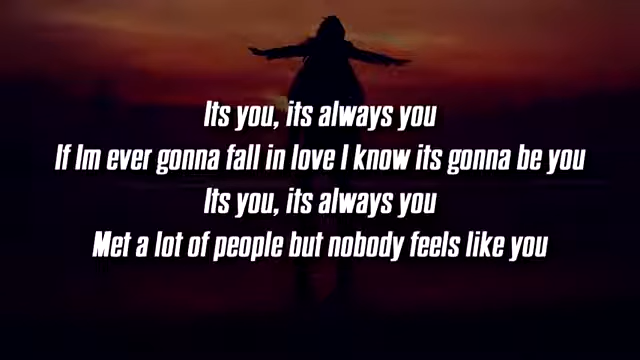 Its you, its always you
If Im ever gonna fall in love I know its gonna be you
Its you, its always you
Met a lot of people but nobody feels like you